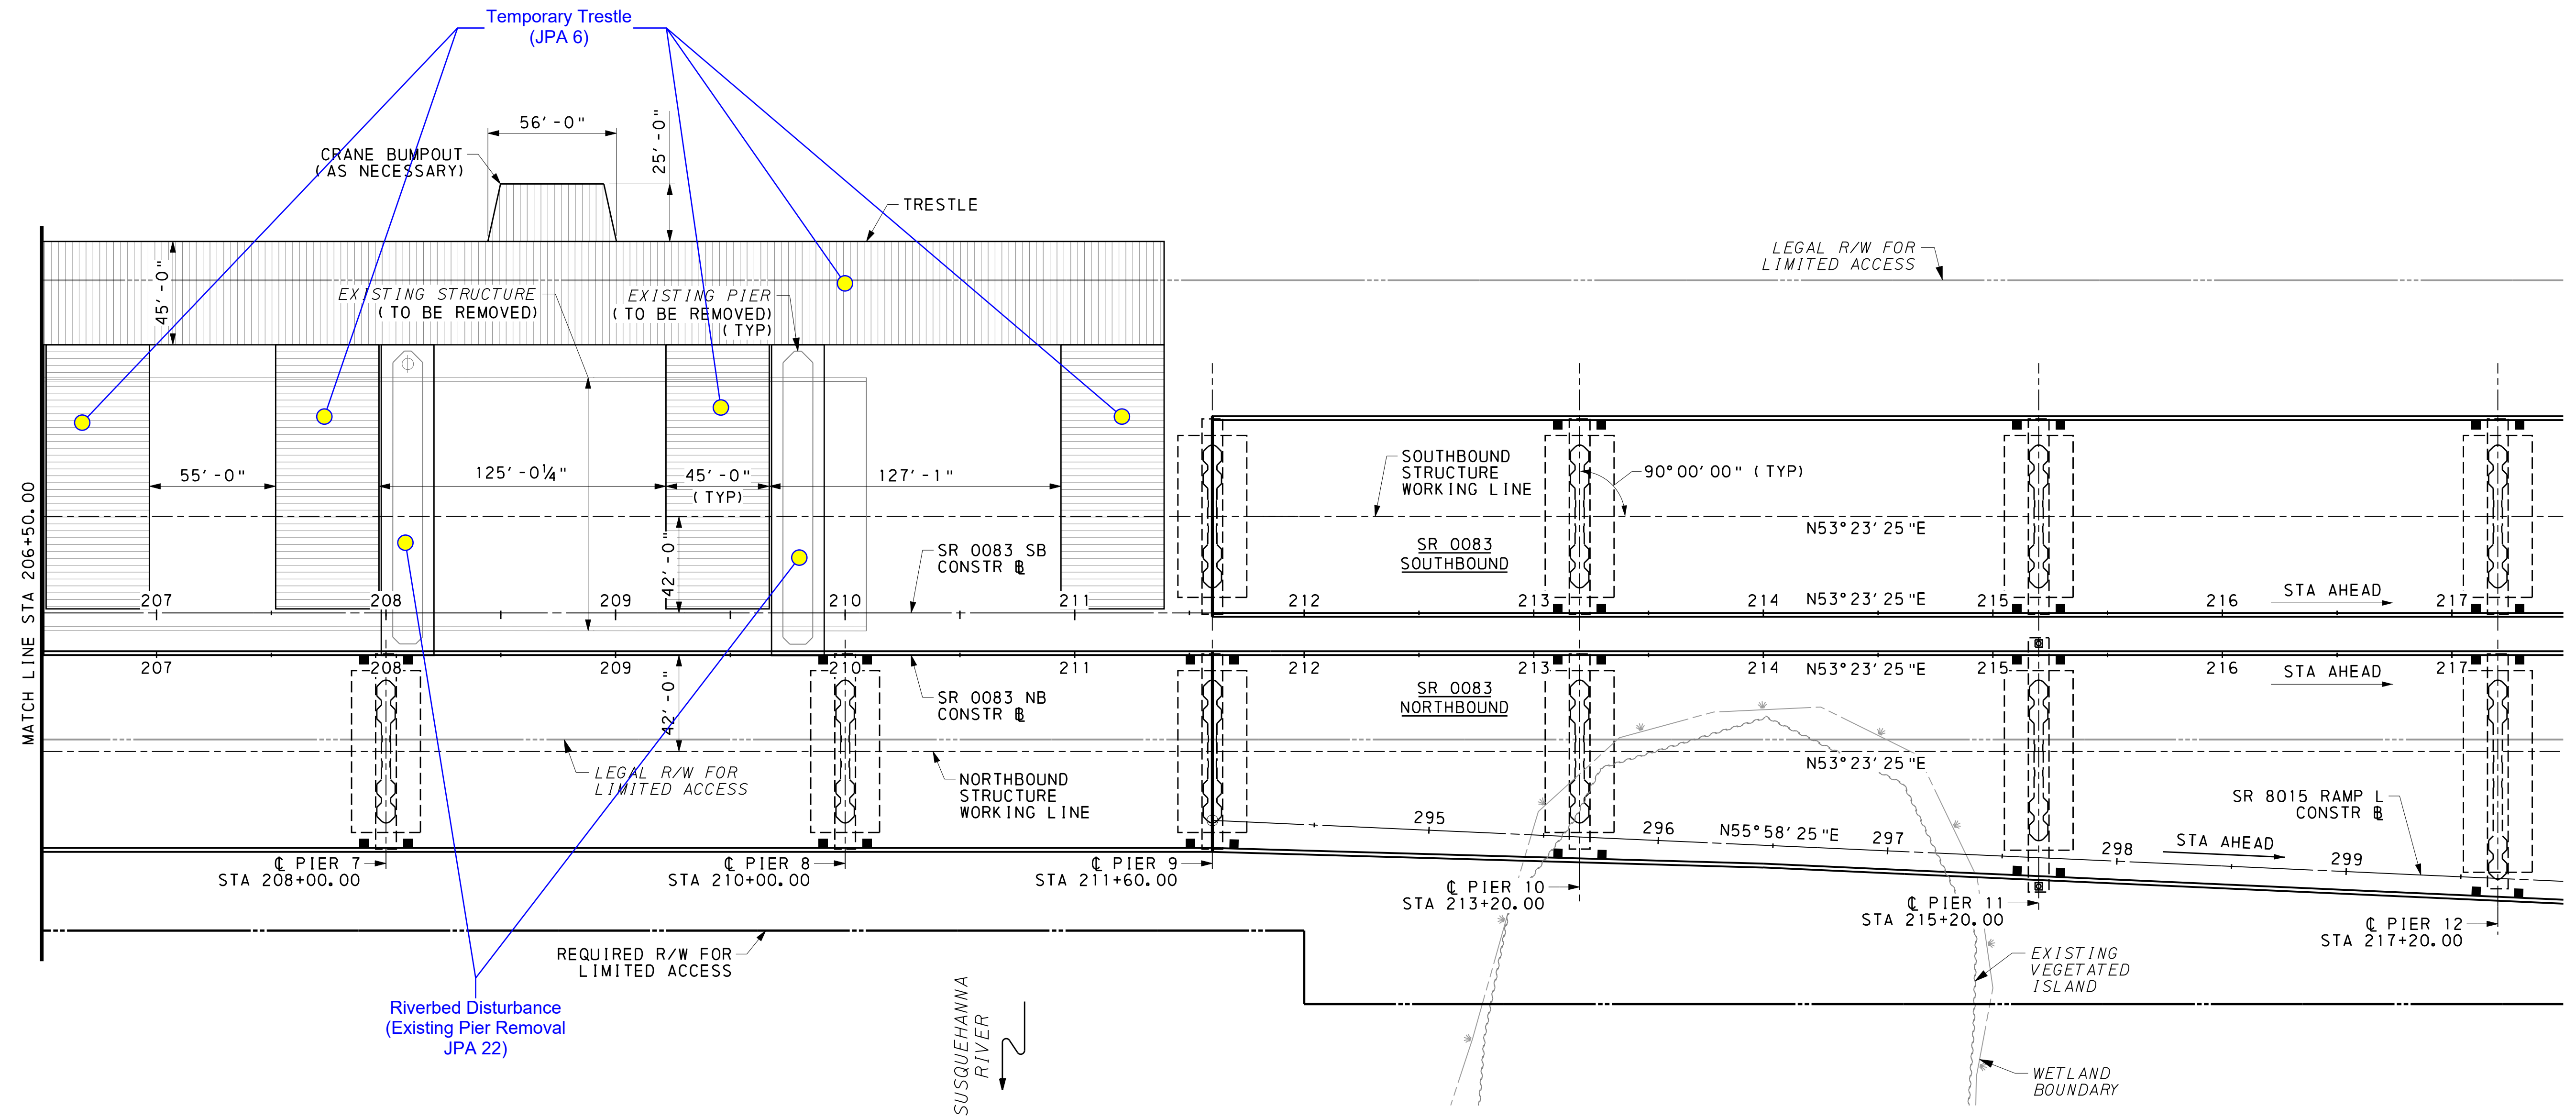 Temporary Trestle
(JPA 6)
56'-0"
25'-0"
CRANE BUMPOUT
(AS NECESSARY)
TRESTLE
LEGAL R/W FOR
LIMITED ACCESS
45'-0"
EXISTING STRUCTURE
(TO BE REMOVED)
EXISTING PIER
(TO BE REMOVED)
(TYP)
55'-0"
125'-0¼"
45'-0"
(TYP)
127'-1"
SOUTHBOUND
STRUCTURE
WORKING LINE
90°00'00" (TYP)
N53°23'25"E
MATCH LINE STA 206+50.00
42'-0"
SR 0083 SB
CONSTR ℄B
SR 0083
SOUTHBOUND
207
208
209
210
211
212
213
214
N53°23'25"E
215
216
STA AHEAD
217
207
208
209
210
211
212
213
214
N53°23'25"E
215
216
STA AHEAD
217
42'-0"
SR 0083 NB
CONSTR BL
SR 0083
NORTHBOUND
LEGAL R/W FOR
LIMITED ACCESS
NORTHBOUND
STRUCTURE
WORKING LINE
N53°23'25"E
SR 8015 RAMP L
CONSTR BL
295
296
N55°58'25"E
297
298
STA AHEAD
299
℄ PIER 7
STA 208+00.00
℄ PIER 8
STA 210+00.00
℄ PIER 9
STA 211+60.00
℄ PIER 10
STA 213+20.00
℄ PIER 11
STA 215+20.00
℄ PIER 12
STA 217+20.00
REQUIRED R/W FOR
LIMITED ACCESS
EXISTING
VEGETATED
ISLAND
Riverbed Disturbance
(Existing Pier Removal
JPA 22)
SUSQUEHANNA
RIVER
WETLAND
BOUNDARY